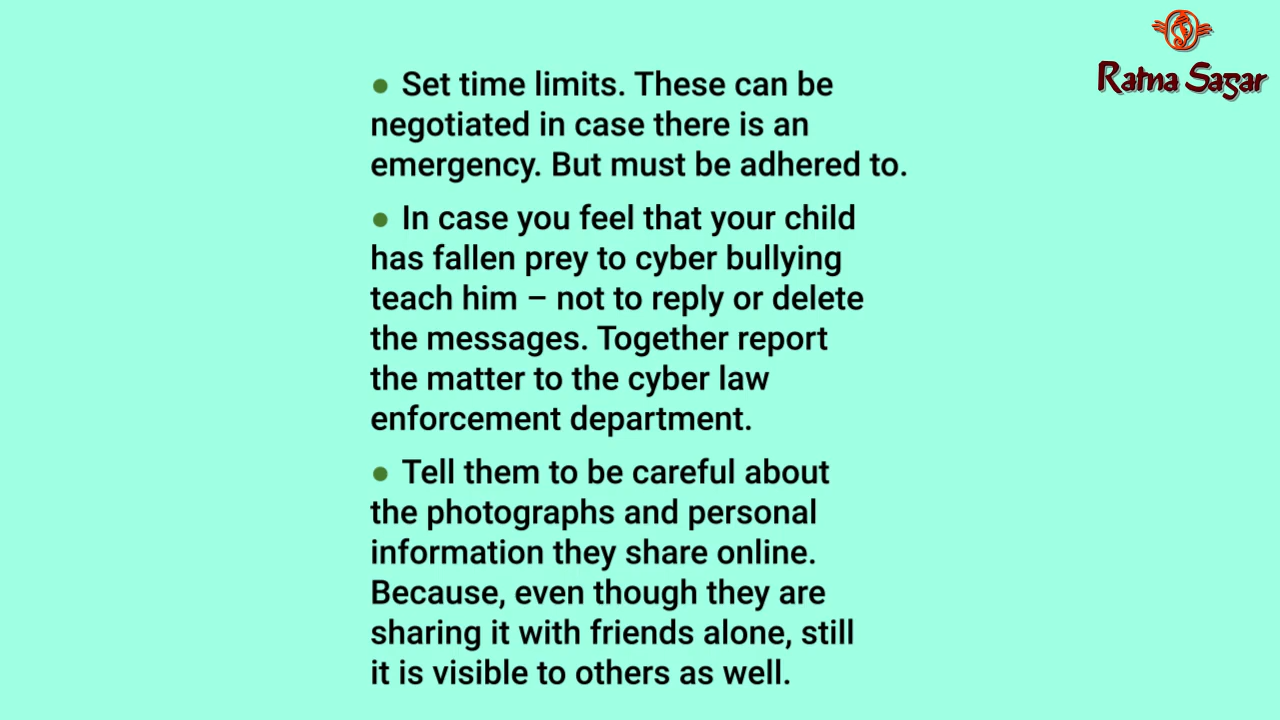 Ratna Sagar
● Set time limits. These can be
negotiated in case there is an
emergency. But must be adhered to.
● In case you feel that your child
has fallen prey to cyber bullying
teach him – not to reply or delete
the messages. Together report
the matter to the cyber law
enforcement department.
● Tell them to be careful about
the photographs and personal
information they share online.
Because, even though they are
sharing it with friends alone, still
it is visible to others as well.